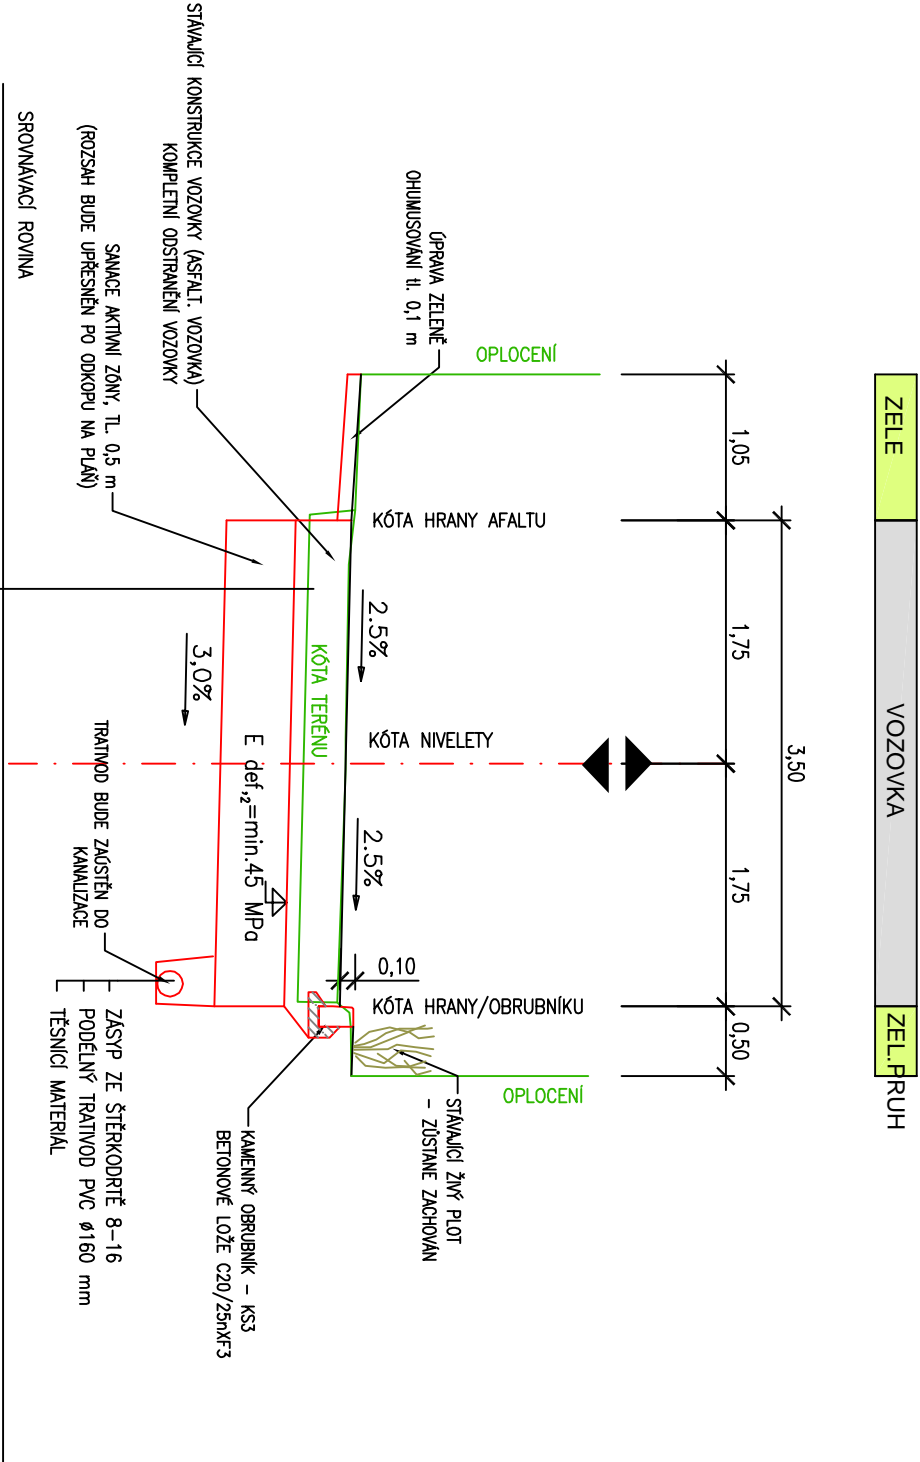 ZELE
VOZOVKA
ZEL.PRUH
3,50
1,05
1,75
1,75
0,50
OPLOCENÍ
OPLOCENÍ
ÚPRAVA ZELENĚ
OHUMUSOVÁNÍ tl. 0,1 m
KÓTA HRANY AFALTU
KÓTA NIVELETY
KÓTA HRANY/OBRUBNÍKU
0,10
2.5%
2.5%
STÁVAJÍCÍ ŽIVÝ PLOT
- ZŮSTANE ZACHOVÁN
KÓTA TERÉNU
STÁVAJÍCÍ KONSTRUKCE VOZOVKY (ASFALT. VOZOVKA)
KOMPLETNÍ ODSTRANĚNÍ VOZOVKY
E def,₂=min.45 MPa
3,0%
KAMENNÝ OBRUBNÍK - KS3
BETONOVÉ LOŽE C20/25nXF3
SANACE AKTIVNÍ ZÓNY, TL. 0,5 m
(ROZSAH BUDE UPŘESNĚN PO ODKOPU NA PLÁŇ)
TRATIVOD BUDE ZAÚSTĚN DO
KANALIZACE
ZÁSYP ZE ŠTĚRKODRTĚ 8-16
PODÉLNÝ TRATIVOD PVC ø160 mm
TĚSNÍCÍ MATERIÁL
SROVNÁVACÍ ROVINA